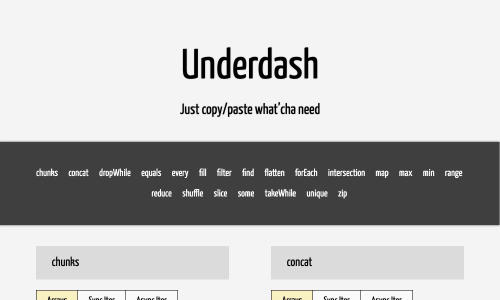 Underdash
Just copy/paste what'cha need
chunks concat dropWhile equals every fill filter find flatten forEach intersection map max min range
reduce shuffle slice some takeWhile unique zip
chunks concat
Arrays Sync Iter Async Iter Arrays Sync Iter Async Iter